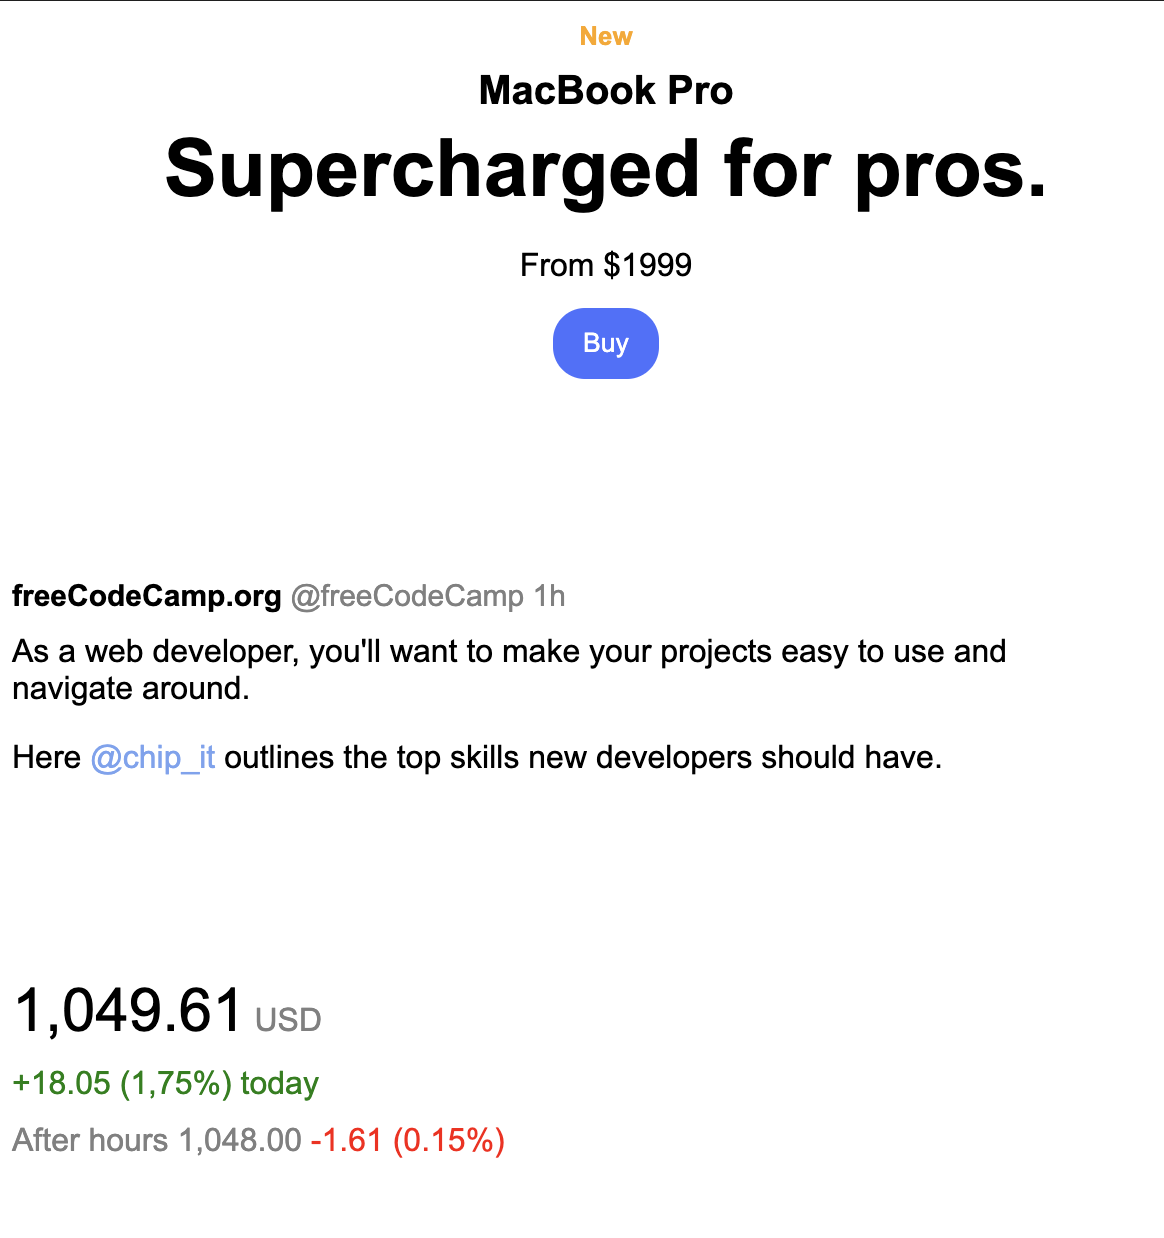 New
MacBook Pro
Supercharged for pros.
From $1999
Buy
freeCodeCamp.org @freeCodeCamp 1h
As a web developer, you'll want to make your projects easy to use and
navigate around.
Here @chip_it outlines the top skills new developers should have.
1,049.61 USD
+18.05 (1,75%) today
After hours 1,048.00 -1.61 (0.15%)